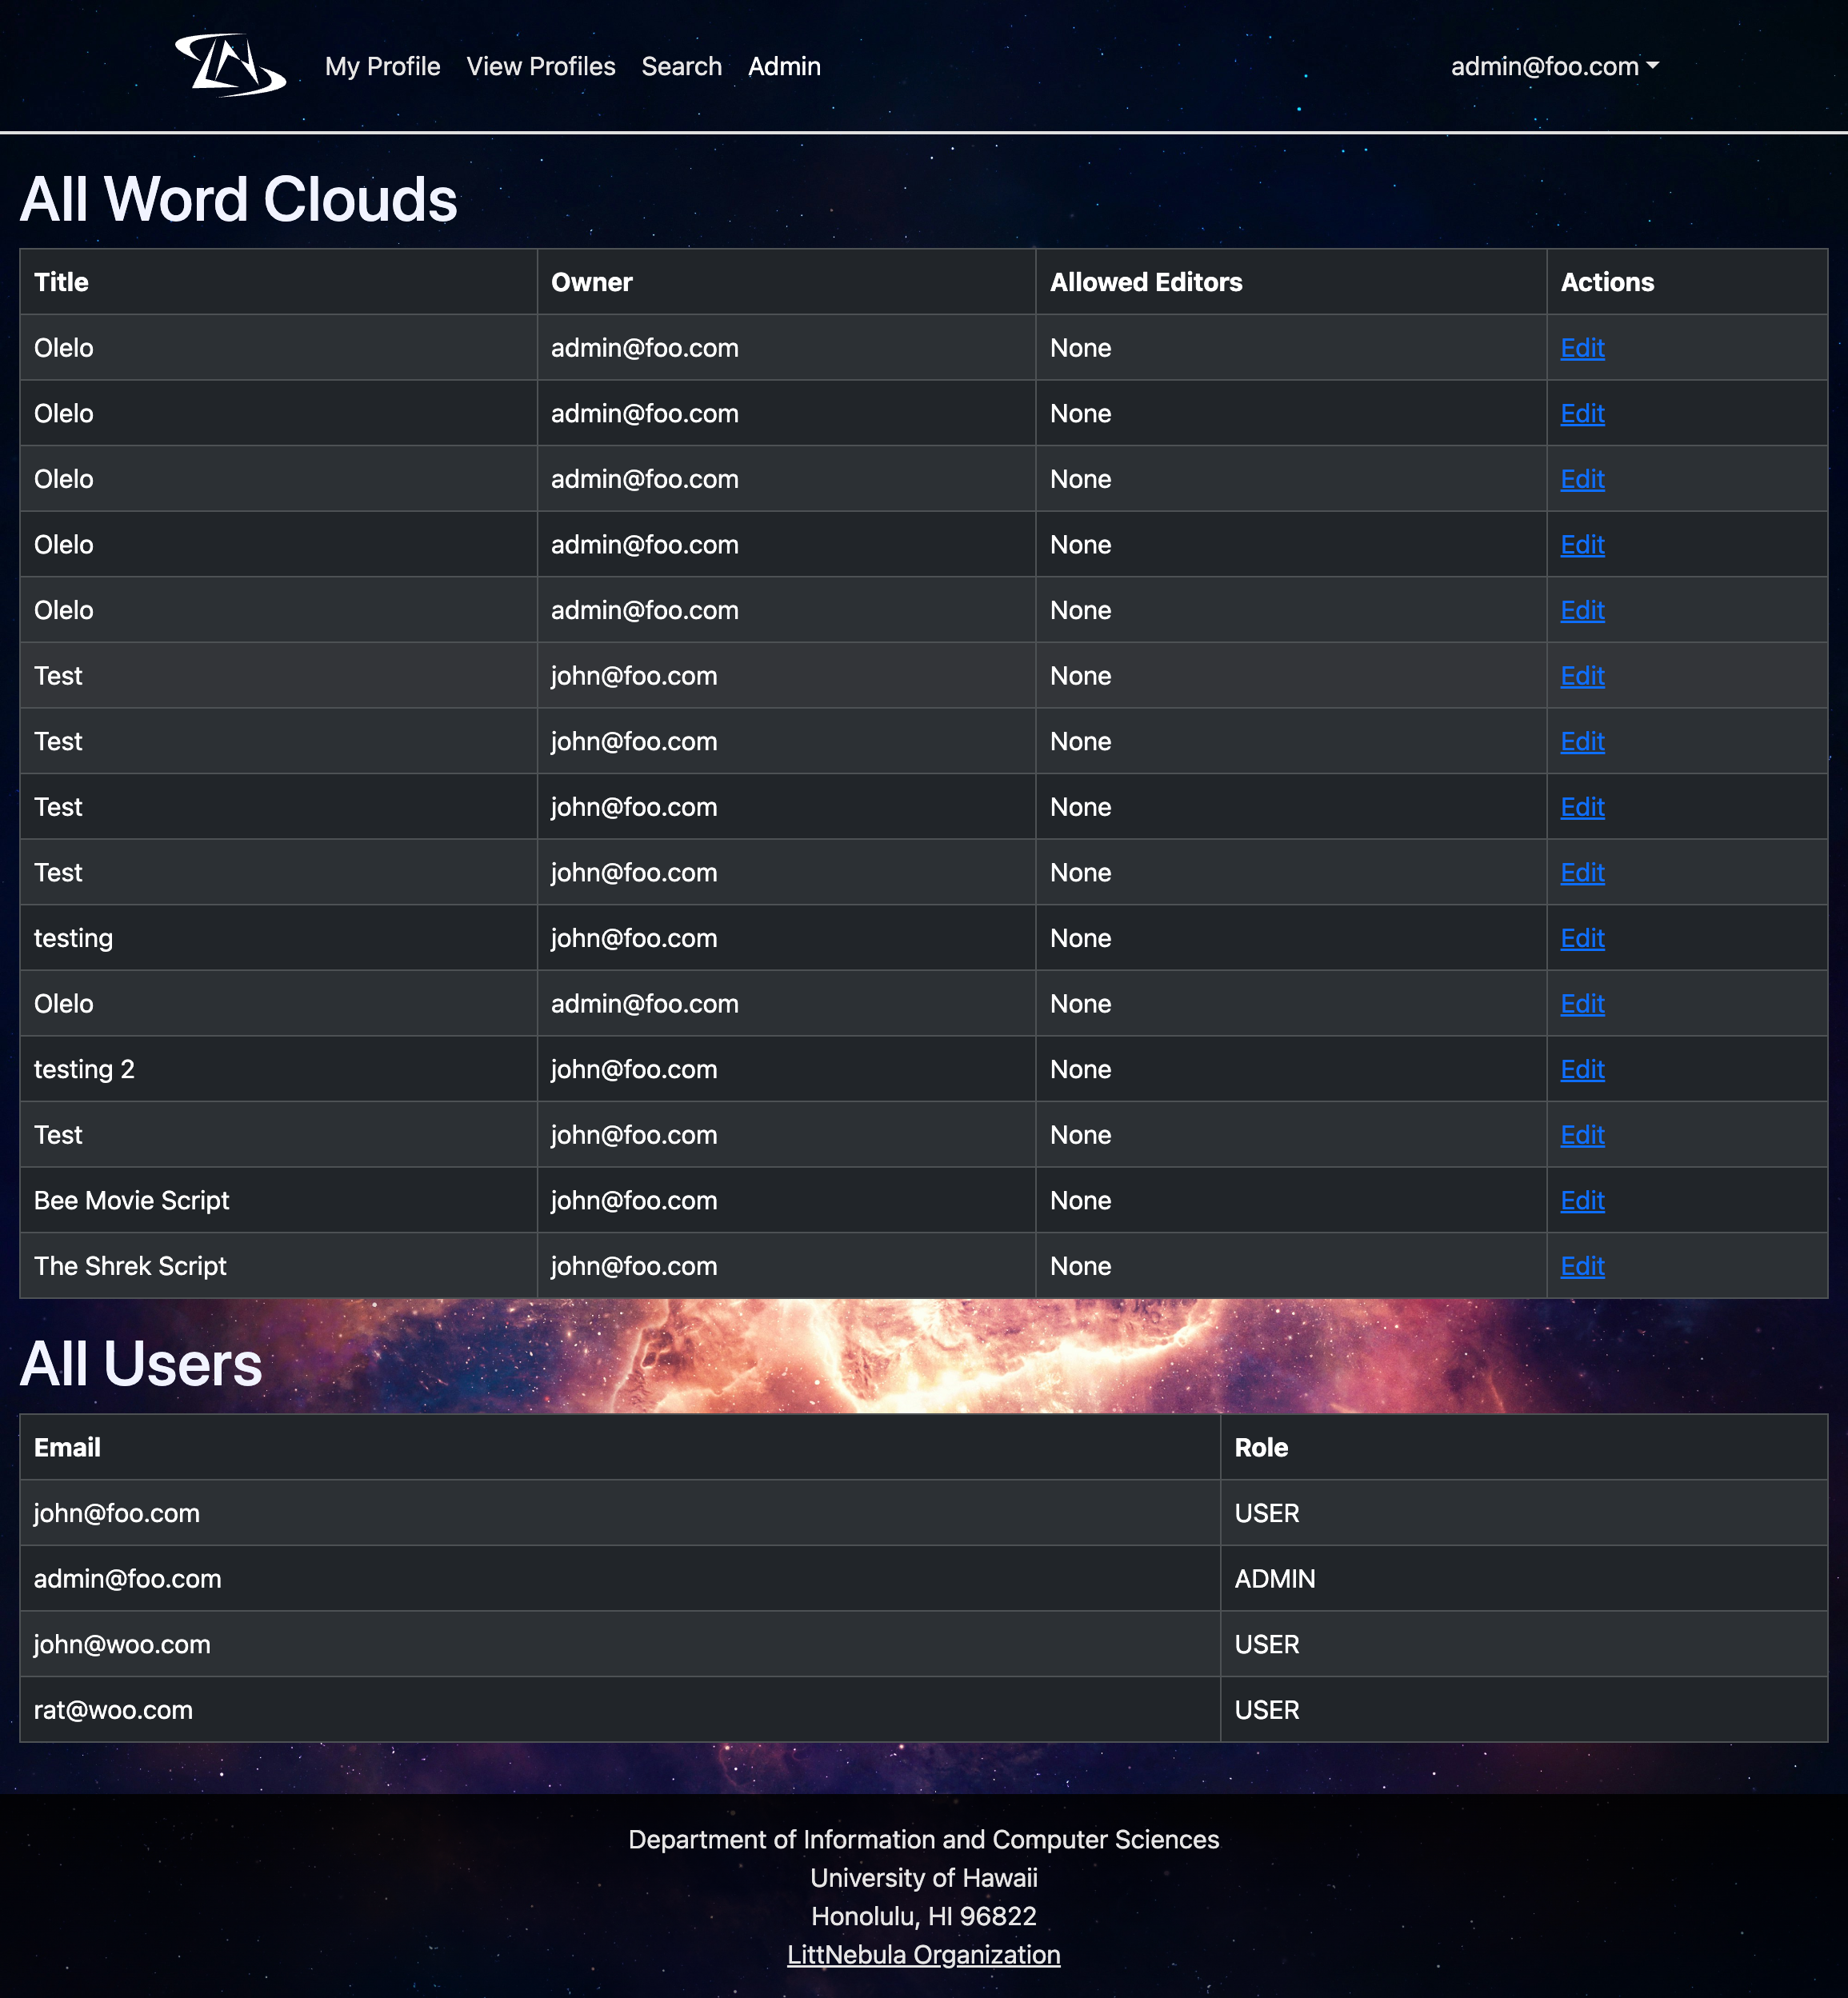 My Profile View Profiles Search Admin admin@foo.com
All Word Clouds
Title Owner Allowed Editors Actions
Olelo admin@foo.com None Edit
Olelo admin@foo.com None Edit
Olelo admin@foo.com None Edit
Olelo admin@foo.com None Edit
Olelo admin@foo.com None Edit
Test john@foo.com None Edit
Test john@foo.com None Edit
Test john@foo.com None Edit
Test john@foo.com None Edit
testing john@foo.com None Edit
Olelo admin@foo.com None Edit
testing 2 john@foo.com None Edit
Test john@foo.com None Edit
Bee Movie Script john@foo.com None Edit
The Shrek Script john@foo.com None Edit
All Users
Email Role
john@foo.com USER
admin@foo.com ADMIN
john@woo.com USER
rat@woo.com USER
Department of Information and Computer Sciences
University of Hawaii
Honolulu, HI 96822
LittNebula Organization